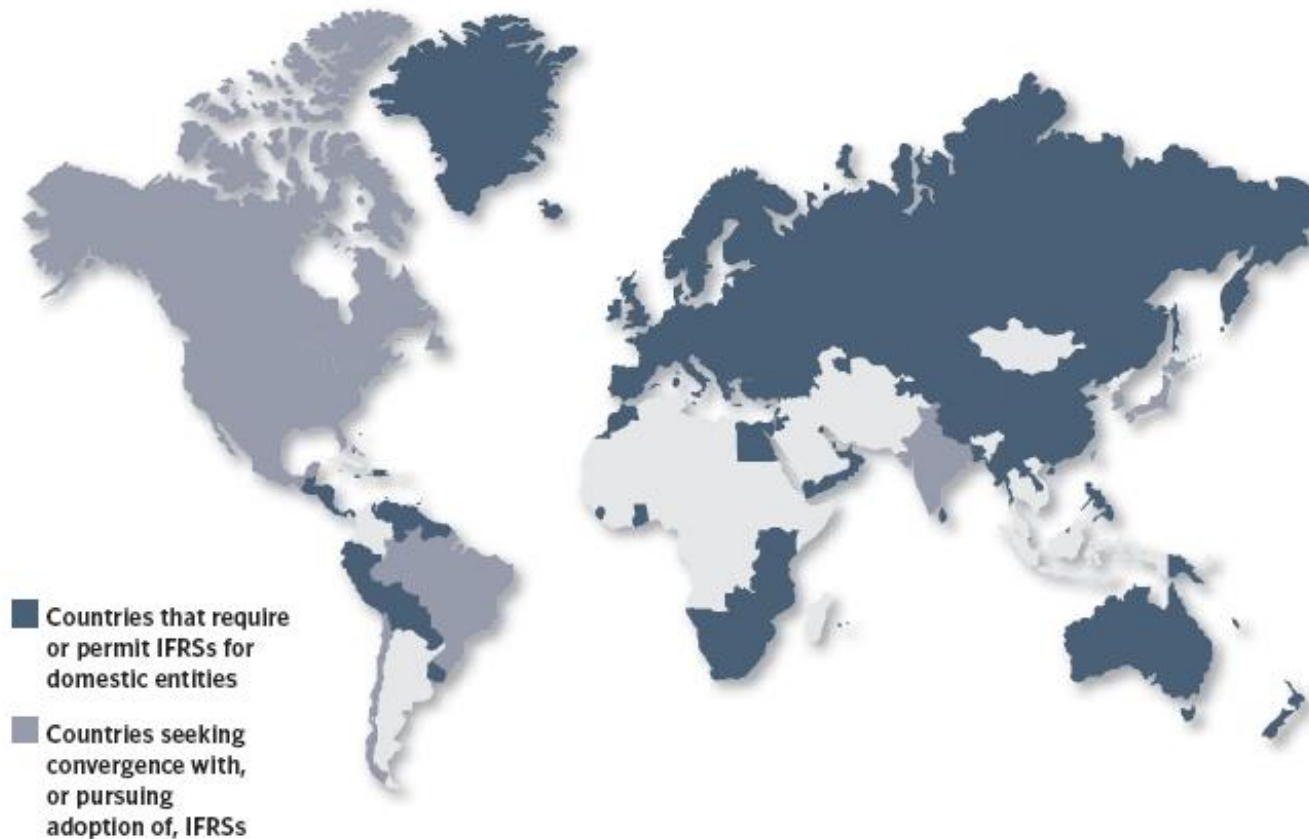 Countries that require
or permit IFRSs for
domestic entities
Countries seeking
convergence with,
or pursuing
adoption of, IFRSs